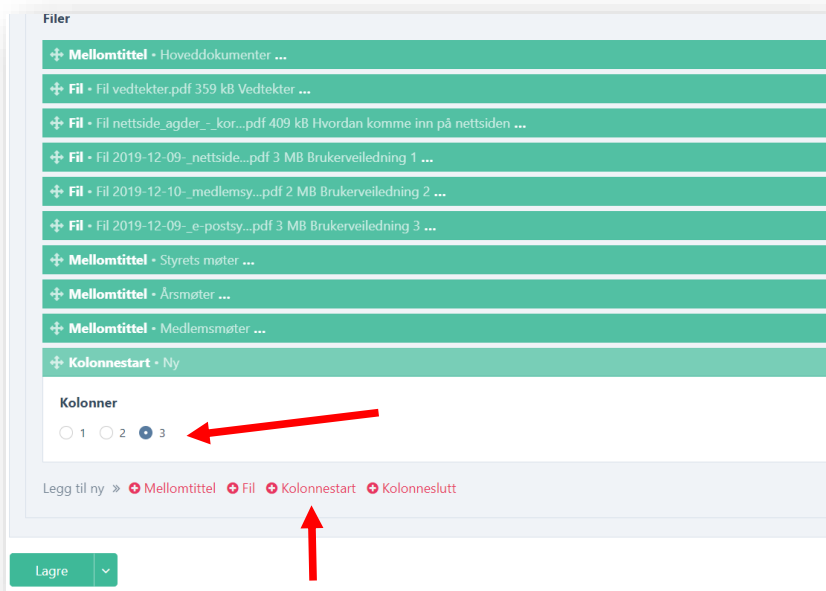 Filer
Mellomtittel • Hoveddokumenter ...
Fil • Fil vedtekter.pdf 359 kB Vedtekter ...
Fil • Fil nettside_agder_-_kor...pdf 409 kB Hvordan komme inn på nettsiden ...
Fil • Fil 2019-12-09-_nettside...pdf 3 MB Brukerveiledning 1 ...
Fil • Fil 2019-12-10-_medlemsy...pdf 2 MB Brukerveiledning 2 ...
Fil • Fil 2019-12-09-_e-postsy...pdf 3 MB Brukerveiledning 3 ...
Mellomtittel • Styrets møter ...
Mellomtittel • Årsmøter ...
Mellomtittel • Medlemsmøter ...
Kolonnestart • Ny
Kolonner
1 2 3
Legg til ny » Mellomtittel Fil Kolonnestart Kolonneslutt
Lagre